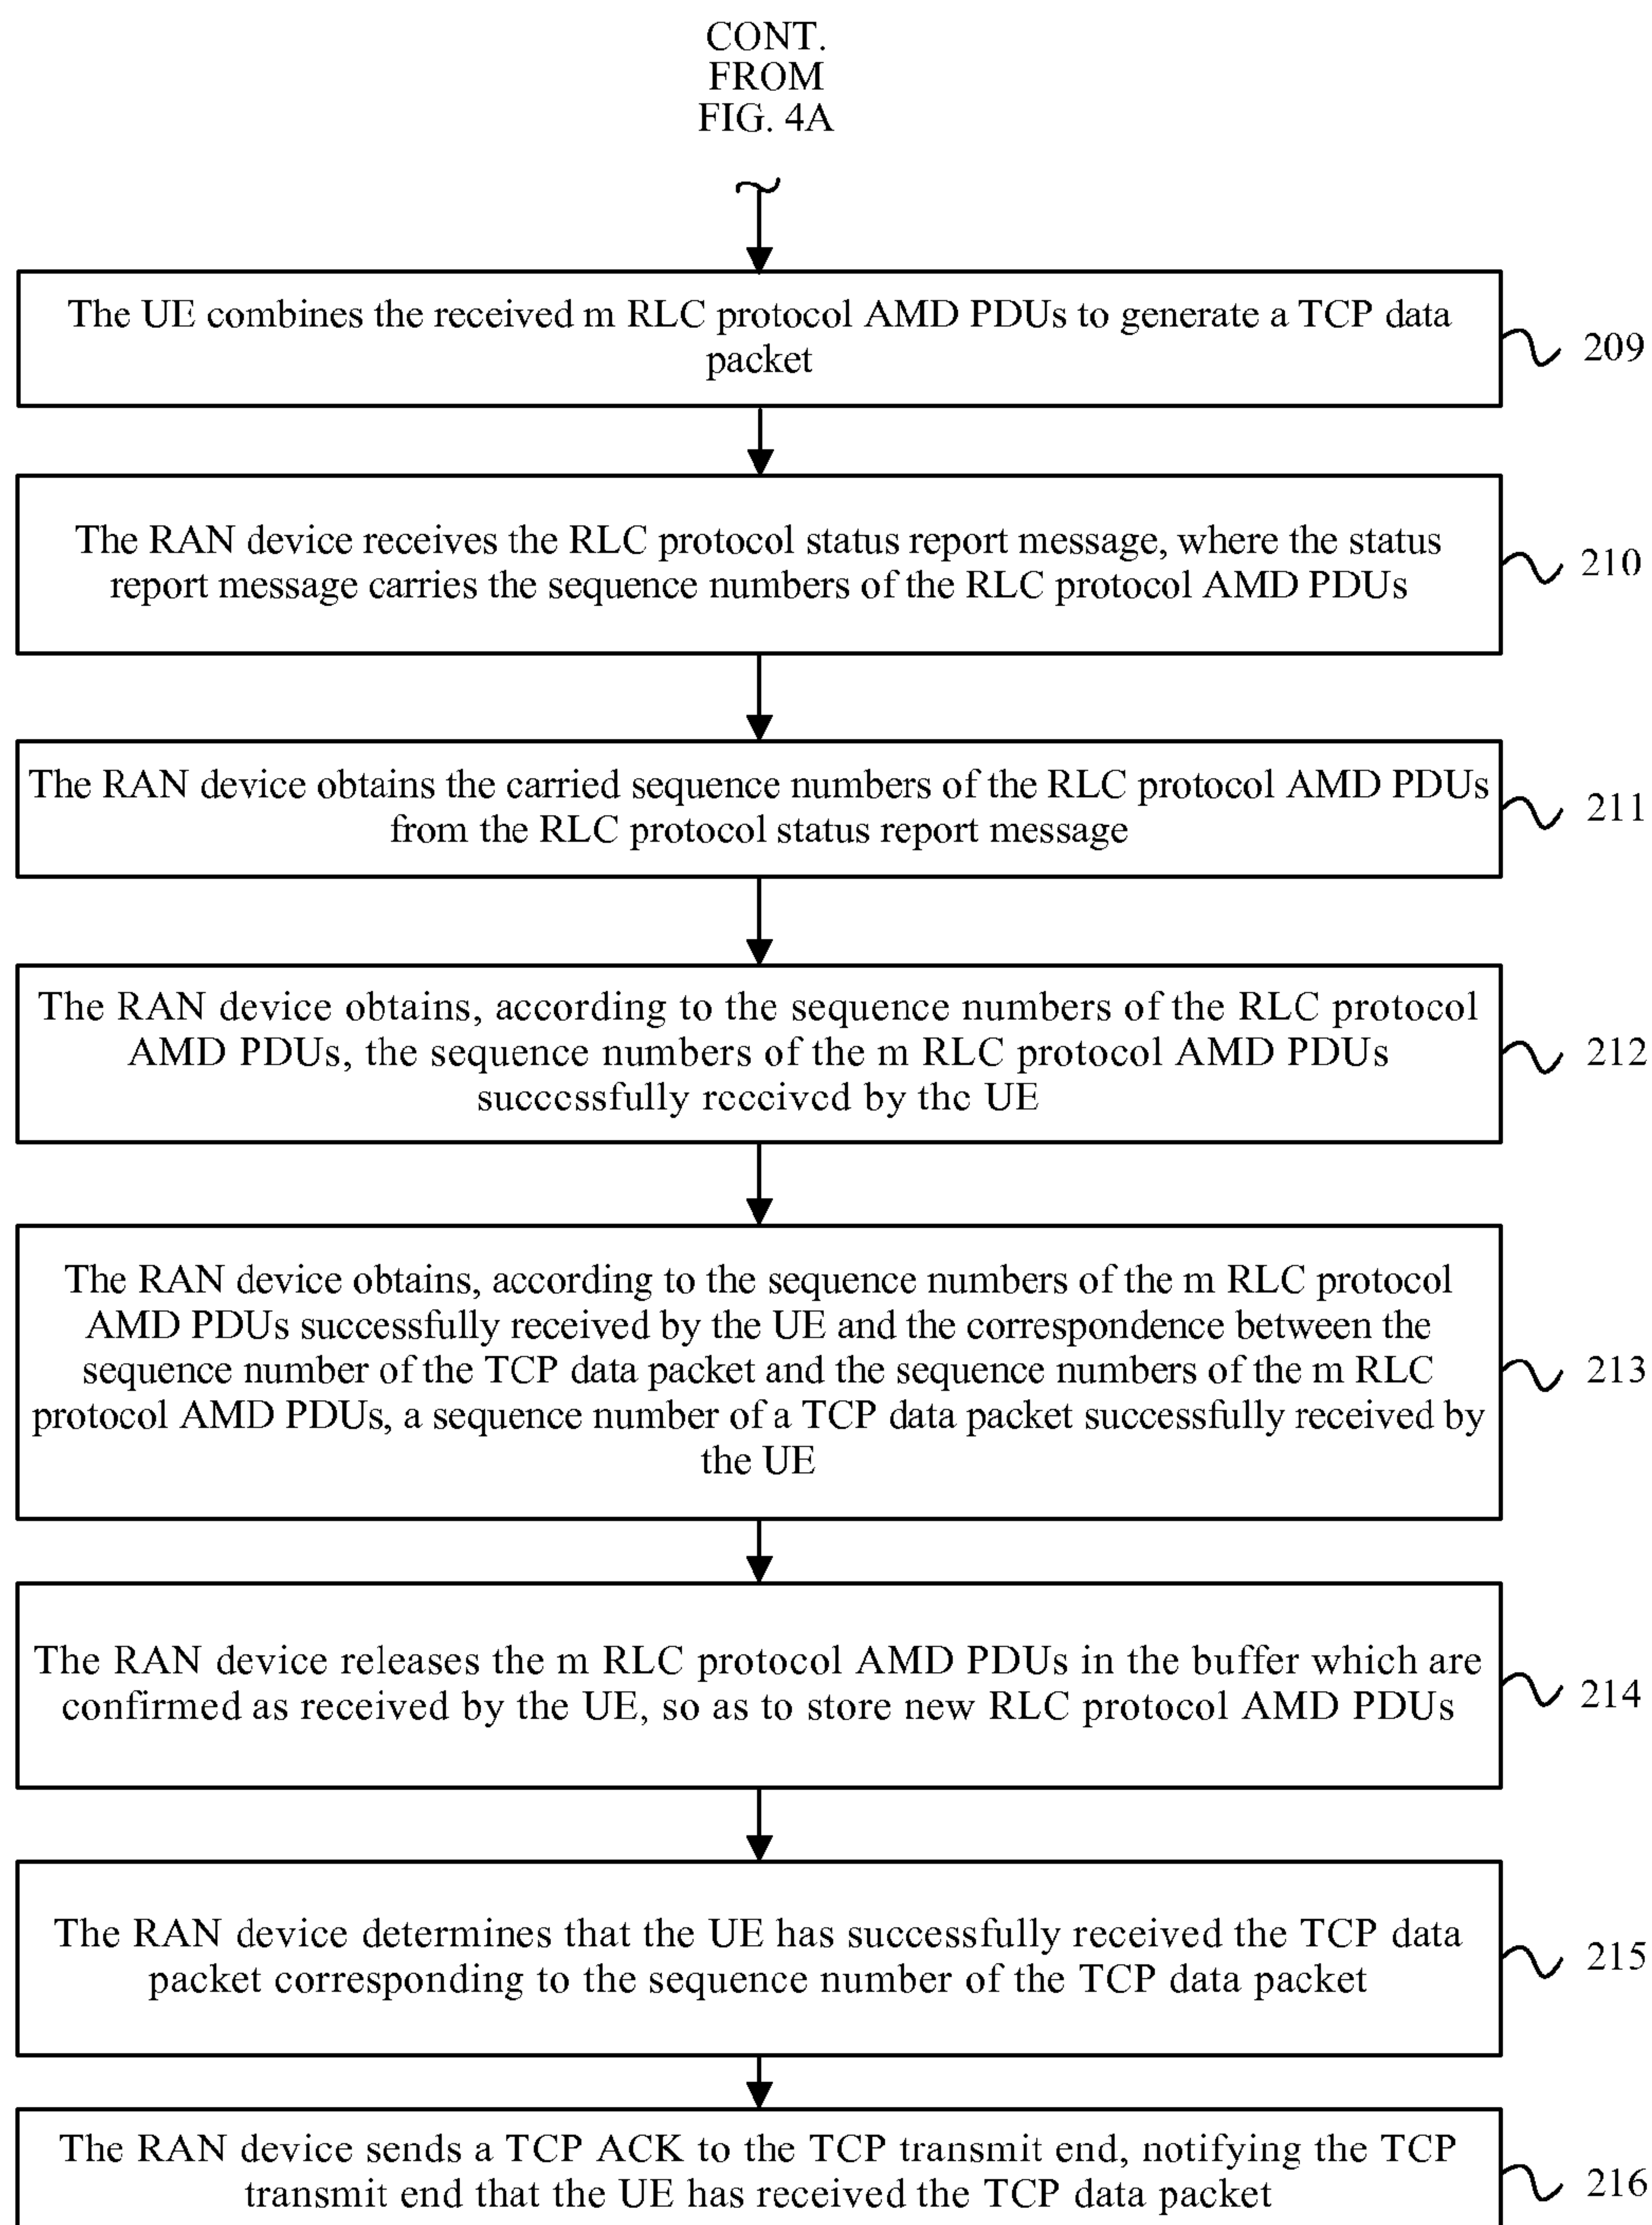 CONT.
FROM
FIG. 4A
The UE combines the received m RLC protocol AMD PDUs to generate a TCP data
packet
209
The RAN device receives the RLC protocol status report message, where the status
report message carries the sequence numbers of the RLC protocol AMD PDUs
210
The RAN device obtains the carried sequence numbers of the RLC protocol AMD PDUs
from the RLC protocol status report message
211
The RAN device obtains, according to the sequence numbers of the RLC protocol
AMD PDUs, the sequence numbers of the m RLC protocol AMD PDUs
successfully received by the UE
212
The RAN device obtains, according to the sequence numbers of the m RLC protocol
AMD PDUs successfully received by the UE and the correspondence between the
sequence number of the TCP data packet and the sequence numbers of the m RLC
protocol AMD PDUs, a sequence number of a TCP data packet successfully received by
the UE
213
The RAN device releases the m RLC protocol AMD PDUs in the buffer which are
confirmed as received by the UE, so as to store new RLC protocol AMD PDUs
214
The RAN device determines that the UE has successfully received the TCP data
packet corresponding to the sequence number of the TCP data packet
215
The RAN device sends a TCP ACK to the TCP transmit end, notifying the TCP
transmit end that the UE has received the TCP data packet
216